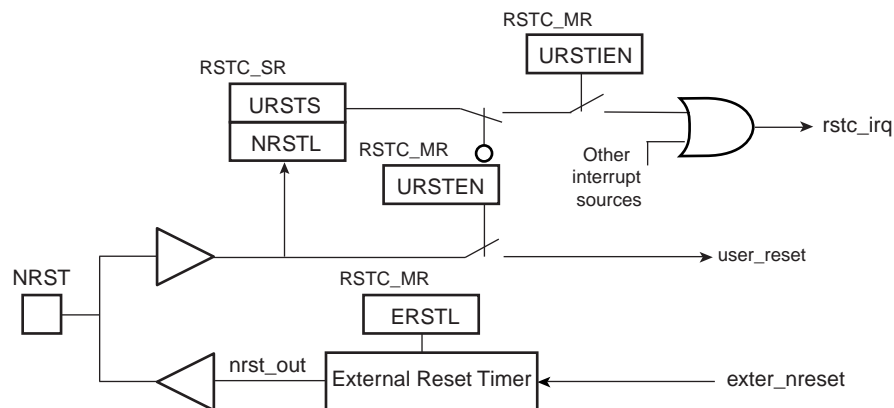 RSTC_MR
URSTIEN
RSTC_SR
URSTS
NRSTL
RSTC_MR
URSTEN
rstc_irq
Other
interrupt
sources
user_reset
NRST
RSTC_MR
ERSTL
nrst_out
External Reset Timer
exter_nreset